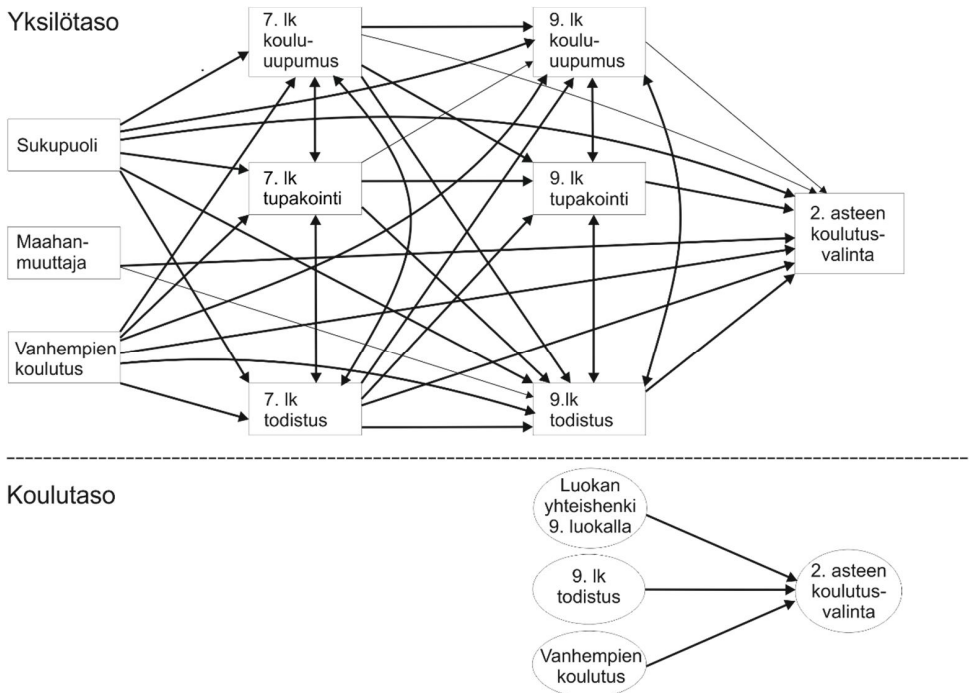 Yksilötaso
7. lk
koulu-
uupumus
9. lk
koulu-
uupumus
Sukupuoli
7. lk
tupakointi
9. lk
tupakointi
2. asteen
koulutus-
valinta
Maahan-
muuttaja
Vanhempien
koulutus
7. lk
todistus
9.lk
todistus
Koulutaso
Luokan
yhteishenki
9. luokalla
9. lk
todistus
2. asteen
koulutus-
valinta
Vanhempien
koulutus